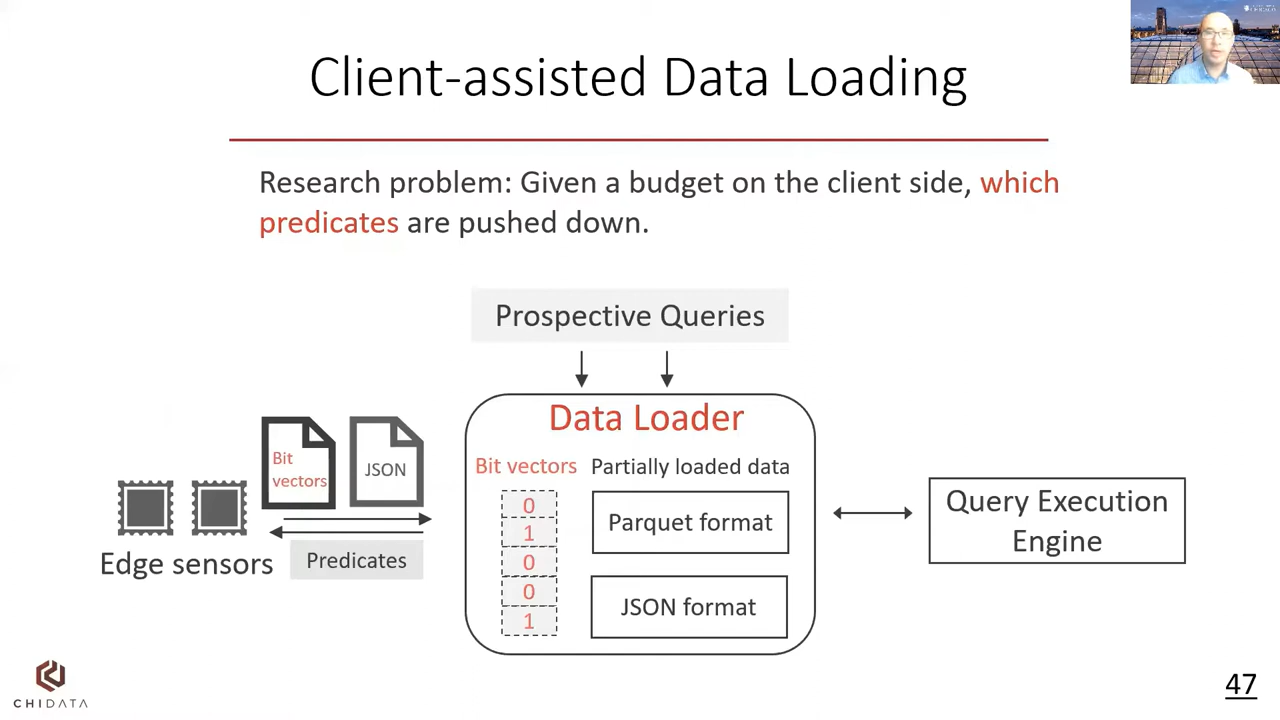 Client-assisted Data Loading
Research problem: Given a budget on the client side, which
predicates are pushed down.
Prospective Queries
Data Loader
Bit vectors
Partially loaded data
0
1
0
0
1
Parquet format
JSON format
Bit
vectors
JSON
Predicates
Edge sensors
Query Execution
Engine
CHIDATA
47